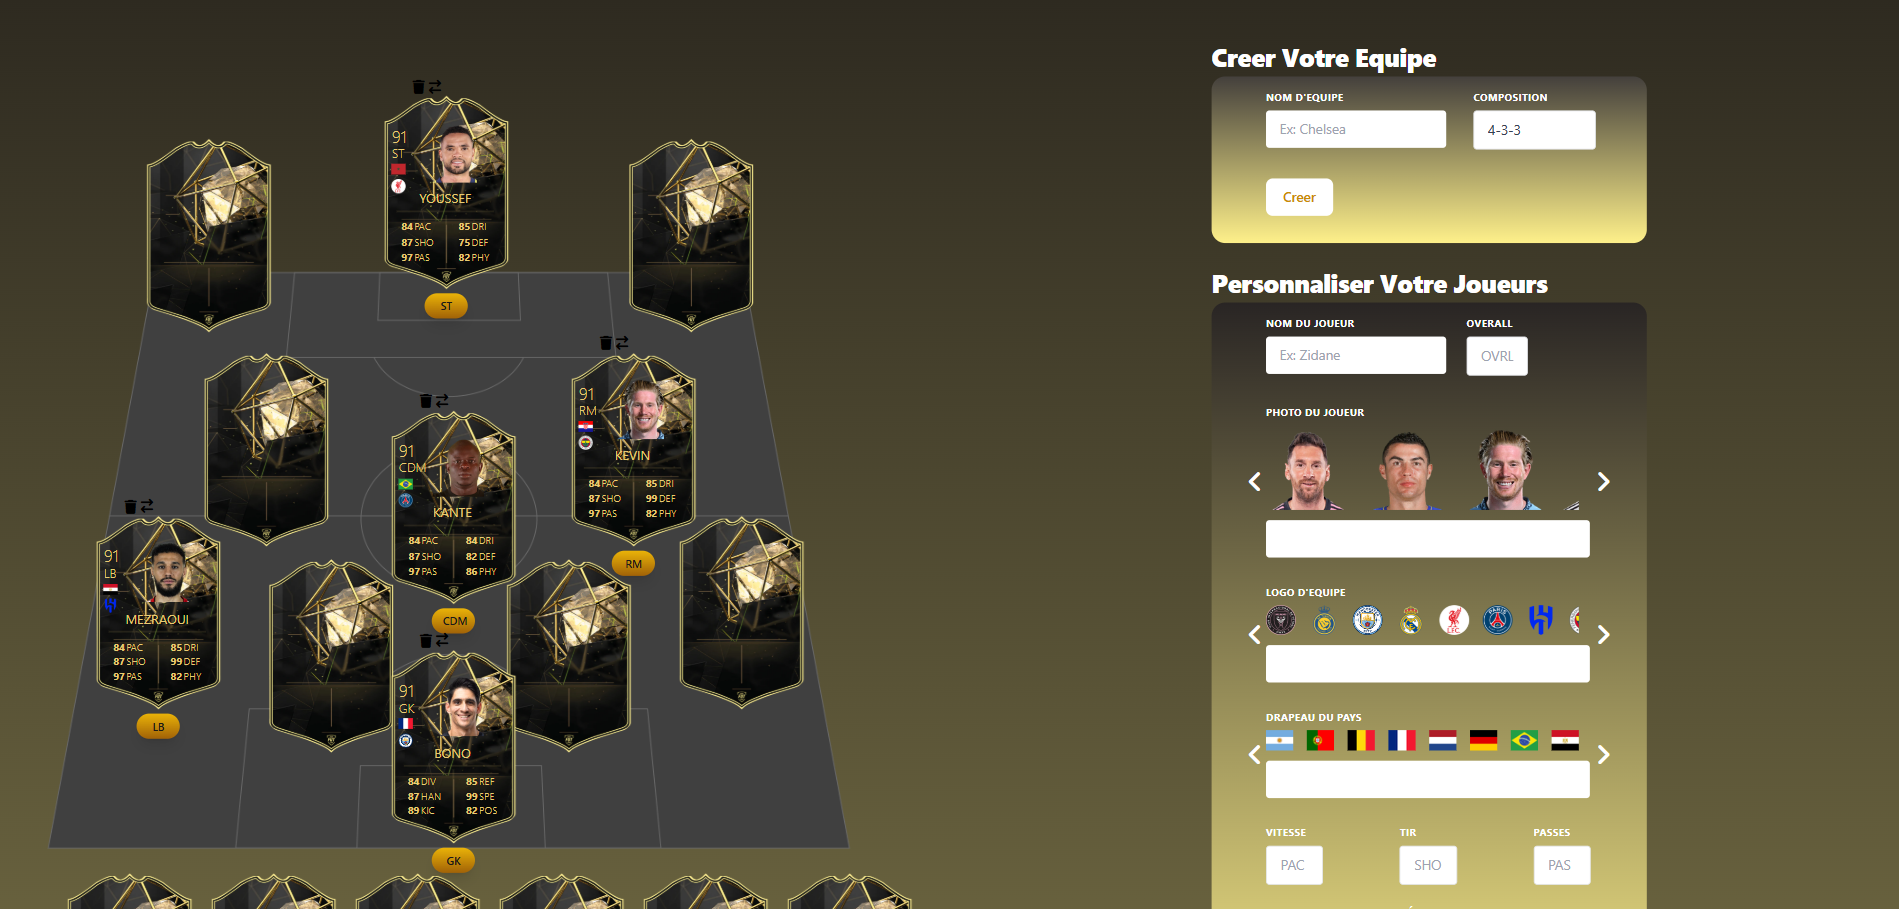 91
ST
YOUSSEF
84 PAC 85 DRI
87 SHO 75 DEF
97 PAS 82 PHY
ST
91
RM
KEVIN
84 PAC 85 DRI
87 SHO 99 DEF
97 PAS 82 PHY
RM
91
CDM
KANTE
84 PAC 84 DRI
87 SHO 82 DEF
97 PAS 86 PHY
CDM
91
LB
MEZRAOUI
84 PAC 85 DRI
87 SHO 99 DEF
97 PAS 82 PHY
LB
91
GK
BONO
84 DIV 85 REF
87 HAN 99 SPE
89 KIC 82 POS
GK
Creer Votre Equipe
NOM D'EQUIPE COMPOSITION
Ex: Chelsea 4-3-3
Creer
Personnaliser Votre Joueurs
NOM DU JOUEUR OVERALL
Ex: Zidane OVRL
PHOTO DU JOUEUR
LOGO D'EQUIPE
LFC PARIS
DRAPEAU DU PAYS
VITESSE TIR PASSES
PAC SHO PAS